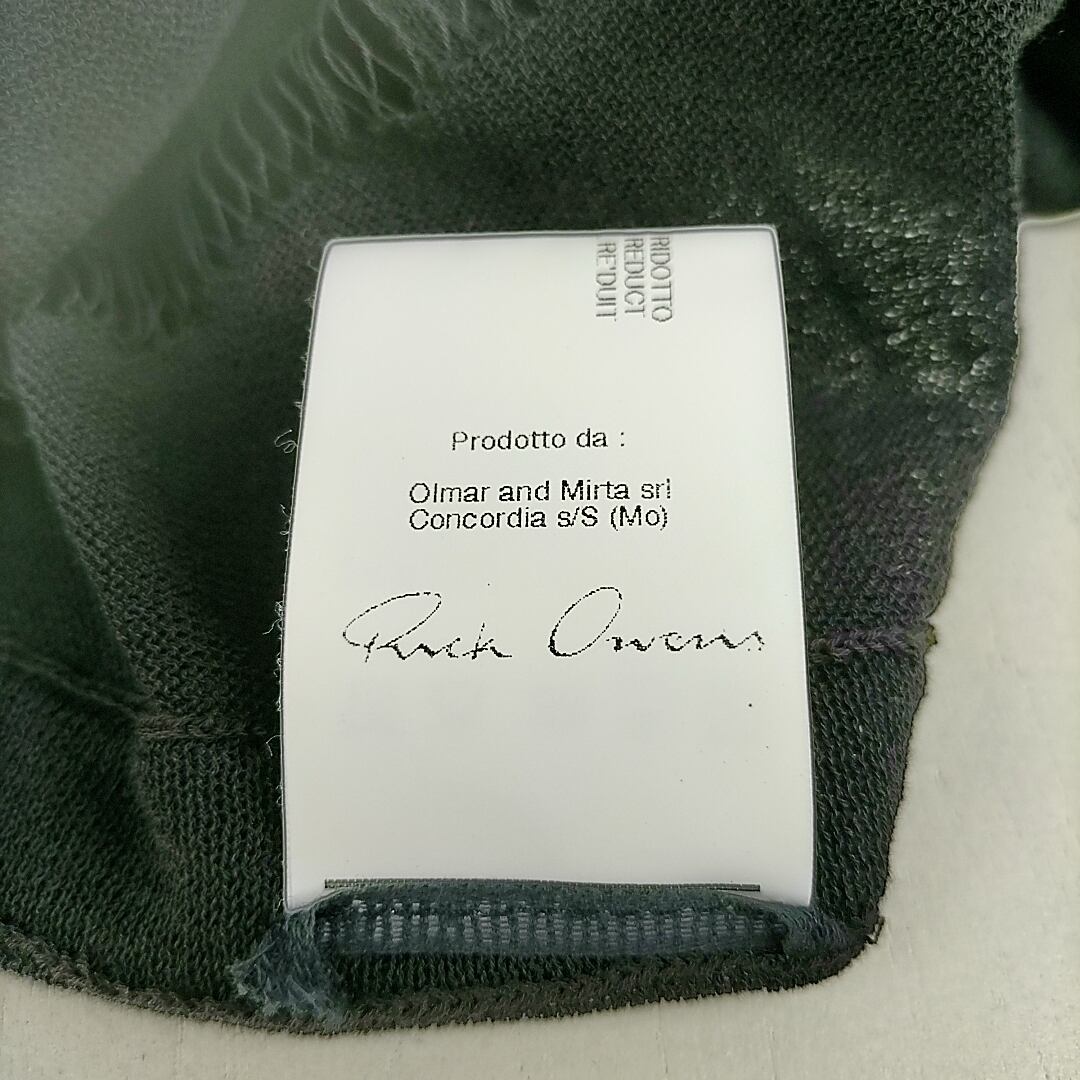 RIDOTTO
REDUCT
RE'DUIT
Prodotto da :
Olmar and Mirta srl
Concordia s/S (Mo)
Rick Owens